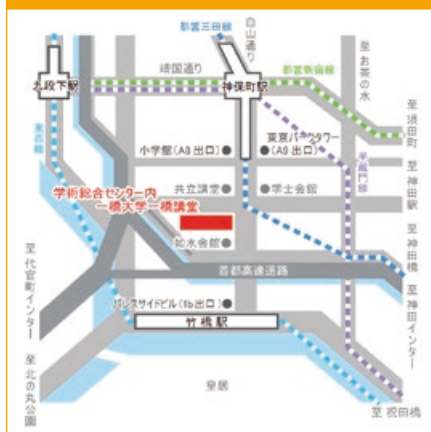 都営三田線
白山通り
至お茶の水
靖国通り
都営新宿線
九段下駅
神保町駅
東西線
小学館(A8出口)
東京パークタワー
(A9出口)
半蔵門線
至須田町
至神田駅
共立講堂
学士会館
学術総合センター内
一橋大学一橋講堂
如水会館
至神田橋
首都高速道路
至代官町インター
至神田インター
パレスサイドビル(1b出口)
竹橋駅
至北の丸公園
皇居
至祝田橋